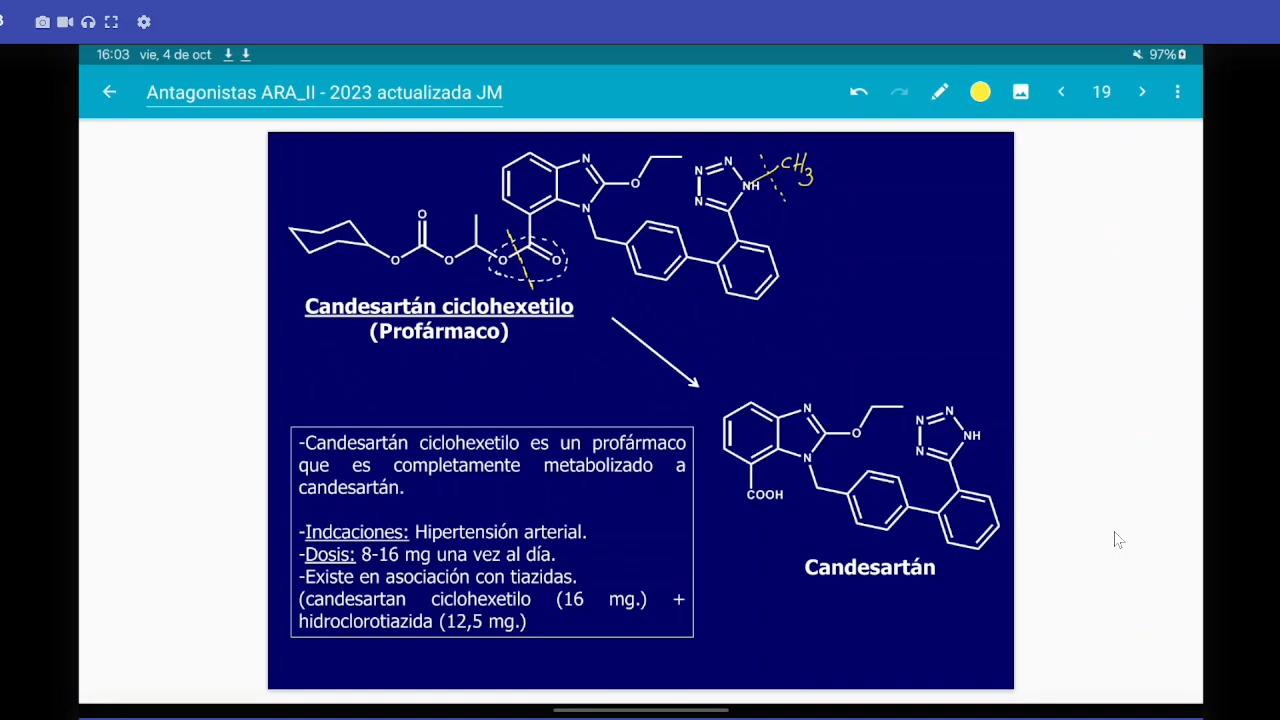 16:03 vie, 4 de oct
97%
Antagonistas ARA_II - 2023 actualizada JM
19
N
N
O
N
N
N
NH
CH3
O
O
O
O
O
Candesartán ciclohexetilo
(Profármaco)
N
N
O
N
N
N
NH
COOH
Candesartán
-Candesartán ciclohexetilo es un profármaco
que es completamente metabolizado a
candesartán.
-Indcaciones: Hipertensión arterial.
-Dosis: 8-16 mg una vez al día.
-Existe en asociación con tiazidas.
(candesartan ciclohexetilo (16 mg.) +
hidroclorotiazida (12,5 mg.)